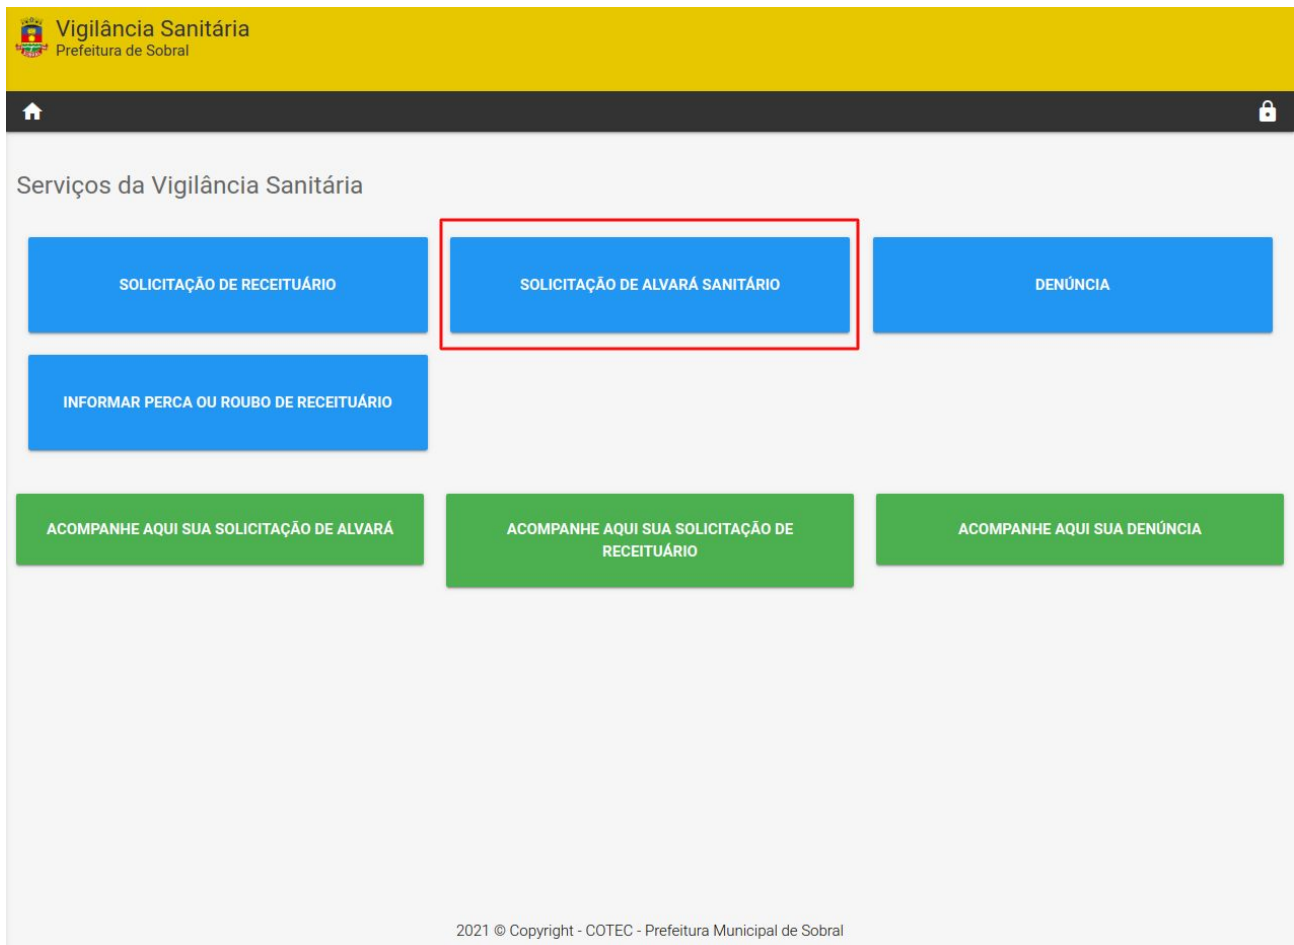 Vigilância Sanitária
Prefeitura de Sobral
Serviços da Vigilância Sanitária
SOLICITAÇÃO DE RECEITUÁRIO
SOLICITAÇÃO DE ALVARÁ SANITÁRIO
DENÚNCIA
INFORMAR PERCA OU ROUBO DE RECEITUÁRIO
ACOMPANHE AQUI SUA SOLICITAÇÃO DE ALVARÁ
ACOMPANHE AQUI SUA SOLICITAÇÃO DE
RECEITUÁRIO
ACOMPANHE AQUI SUA DENÚNCIA
2021 © Copyright - COTEC - Prefeitura Municipal de Sobral